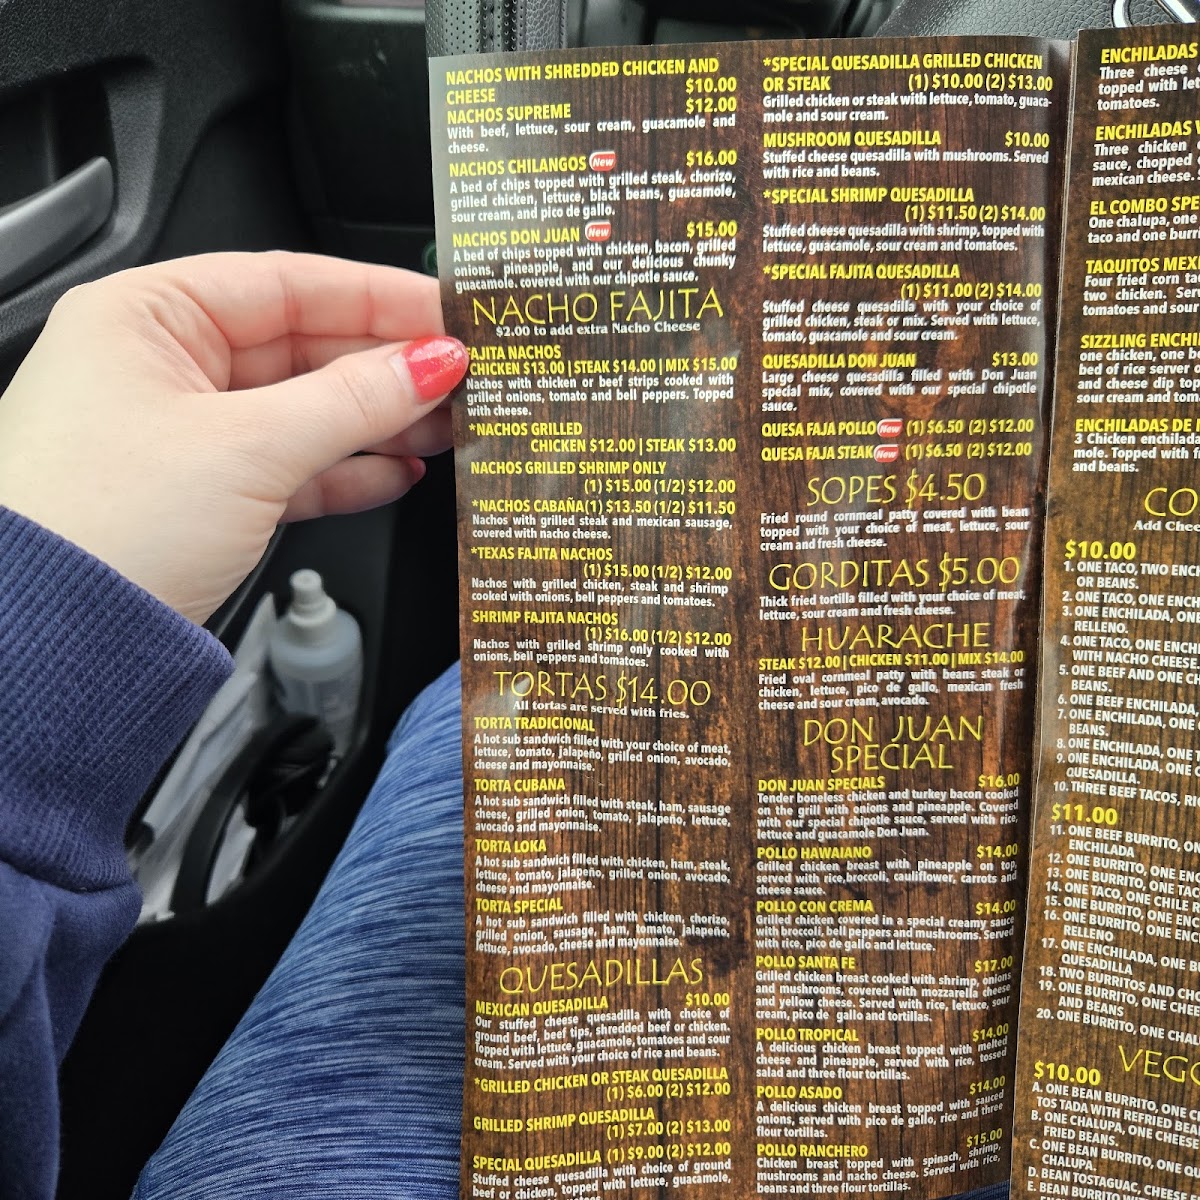 NACHOS WITH SHREDDED CHICKEN AND
CHEESE $10.00
NACHOS SUPREME $12.00
With beef, lettuce, sour cream, guacamole and
cheese.
NACHOS CHILANGOS New $16.00
A bed of chips topped with grilled steak, chorizo,
grilled chicken, lettuce, black beans, guacamole,
sour cream, and pico de gallo.
NACHOS DON JUAN New $15.00
A bed of chips topped with chicken, bacon, grilled
onions, pineapple, and our delicious chunky
guacamole. covered with our chipotle sauce.
NACHO FAJITA
$2.00 to add extra Nacho Cheese
FAJITA NACHOS
CHICKEN $13.00 | STEAK $14.00 | MIX $15.00
Nachos with chicken or beef strips cooked with
grilled onions, tomato and bell peppers. Topped
with cheese.
*NACHOS GRILLED
CHICKEN $12.00 | STEAK $13.00
NACHOS GRILLED SHRIMP ONLY
(1) $15.00 (1/2) $12.00
*NACHOS CABAÑA (1) $13.50 (1/2) $11.50
Nachos with grilled steak and mexican sausage,
covered with nacho cheese.
*TEXAS FAJITA NACHOS
(1) $15.00 (1/2) $12.00
Nachos with grilled chicken, steak and shrimp
cooked with onions, bell peppers and tomatoes.
SHRIMP FAJITA NACHOS
(1) $16.00 (1/2) $12.00
Nachos with grilled shrimp only cooked with
onions, bell peppers and tomatoes.
TORTAS $14.00
All tortas are served with fries.
TORTA TRADICIONAL
A hot sub sandwich filled with your choice of meat,
lettuce, tomato, jalapeño, grilled onion, avocado,
cheese and mayonnaise.
TORTA CUBANA
A hot sub sandwich filled with steak, ham, sausage
cheese, grilled onion, tomato, jalapeño, lettuce,
avocado and mayonnaise.
TORTA LOKA
A hot sub sandwich filled with chicken, ham, steak,
lettuce, tomato, jalapeño, grilled onion, avocado,
cheese and mayonnaise.
TORTA SPECIAL
A hot sub sandwich filled with chicken, chorizo,
grilled onion, sausage, ham, tomato, jalapeño,
lettuce, avocado, cheese and mayonnaise.
QUESADILLAS
MEXICAN QUESADILLA $10.00
Our stuffed cheese quesadilla with choice of
ground beef, beef tips, shredded beef or chicken.
Topped with lettuce, guacamole, tomatoes and sour
cream. Served with your choice of rice and beans.
*GRILLED CHICKEN OR STEAK QUESADILLA
(1) $6.00 (2) $12.00
GRILLED SHRIMP QUESADILLA
(1) $7.00 (2) $13.00
SPECIAL QUESADILLA (1) $9.00 (2) $12.00
Stuffed cheese quesadilla with choice of ground
beef or chicken, topped with lettuce, guacamole,
*SPECIAL QUESADILLA GRILLED CHICKEN
OR STEAK (1) $10.00 (2) $13.00
Grilled chicken or steak with lettuce, tomato, guaca-
mole and sour cream.
MUSHROOM QUESADILLA $10.00
Stuffed cheese quesadilla with mushrooms. Served
with rice and beans.
*SPECIAL SHRIMP QUESADILLA
(1) $11.50 (2) $14.00
Stuffed cheese quesadilla with shrimp, topped with
lettuce, guacamole, sour cream and tomatoes.
*SPECIAL FAJITA QUESADILLA
(1) $11.00 (2) $14.00
Stuffed cheese quesadilla with your choice of
grilled chicken, steak or mix. Served with lettuce,
tomato, guacamole and sour cream.
QUESADILLA DON JUAN $13.00
Large cheese quesadilla filled with Don Juan
special mix, covered with our special chipotle
sauce.
QUESA FAJA POLLO New (1) $6.50 (2) $12.00
QUESA FAJA STEAK New (1) $6.50 (2) $12.00
SOPES $4.50
Fried round cornmeal patty covered with bean
topped with your choice of meat, lettuce, sour
cream and fresh cheese.
GORDITAS $5.00
Thick fried tortilla filled with your choice of meat,
lettuce, sour cream and fresh cheese.
HUARACHE
STEAK $12.00 | CHICKEN $11.00 | MIX $14.00
Fried oval cornmeal patty with beans steak or
chicken, lettuce, pico de gallo, mexican fresh
cheese and sour cream, avocado.
DON JUAN
SPECIAL
DON JUAN SPECIALS $16.00
Tender boneless chicken and turkey bacon cooked
on the grill with onions and pineapple. Covered
with our special chipotle sauce, served with rice,
lettuce and guacamole Don Juan.
POLLO HAWAIANO $14.00
Grilled chicken breast with pineapple on top,
served with rice, broccoli, cauliflower, carrots and
cheese sauce.
POLLO CON CREMA $14.00
Grilled chicken covered in a special creamy sauce
with broccoli, bell peppers and mushrooms. Served
with rice, pico de gallo and lettuce.
POLLO SANTA FE $17.00
Grilled chicken breast cooked with shrimp, onions
and mushrooms, covered with mozzarella cheese
and yellow cheese. Served with rice, lettuce, sour
cream, pico de gallo and tortillas.
POLLO TROPICAL $14.00
A delicious chicken breast topped with melted
cheese and pineapple, served with rice, tossed
salad and three flour tortillas.
POLLO ASADO $14.00
A delicious chicken breast topped with sauced
onions, served with pico de gallo, rice and three
flour tortillas.
POLLO RANCHERO $15.00
Chicken breast topped with spinach, shrimp,
mushrooms and nacho cheese. Served with rice,
beans and three flour tortillas.
ENCHILADAS
Three cheese
topped with
tomatoes.
ENCHILADAS
Three chicken
sauce, chopped
mexican cheese.
EL COMBO
One chalupa, one
taco and one
TAQUITOS
Four fried corn
two chicken.
tomatoes and
SIZZLING
one chicken, one
bed of rice server
and cheese dip
sour cream and
ENCHILADAS DE
3 Chicken enchilada
mole. Topped with
and beans.
Add
$10.00
1. ONE TACO, TWO
OR BEANS.
2. ONE TACO, ONE
3. ONE ENCHILADA,
RELLENO.
4. ONE TACO, ONE
WITH NACHO CHEESE
5. ONE BEEF AND ONE
BEANS.
6. ONE BEEF ENCHILADA,
7. ONE ENCHILADA, ONE
BEANS.
8. ONE ENCHILADA, ONE
9. ONE ENCHILADA, ONE
QUESADILLA.
10. THREE BEEF TACOS,
$11.00
11. ONE BEEF BURRITO,
ENCHILADA
12. ONE BURRITO, ONE
13. ONE BURRITO, ONE
14. ONE TACO, ONE CHILE
15. ONE BURRITO, ONE
16. ONE BURRITO, ONE
RELLENO
17. ONE ENCHILADA, ONE
QUESADILLA
18. TWO BURRITOS AND
19. ONE BURRITO, ONE
AND BEANS
20. ONE BURRITO, ONE
$10.00
A. ONE BEAN BURRITO, ONE
TOSTADA WITH REFRIED
B. ONE CHALUPA, ONE
FRIED BEANS.
C. ONE BEAN BURRITO, ONE
CHALUPA.
D. BEAN TOSTAGUAC,
E. BEAN